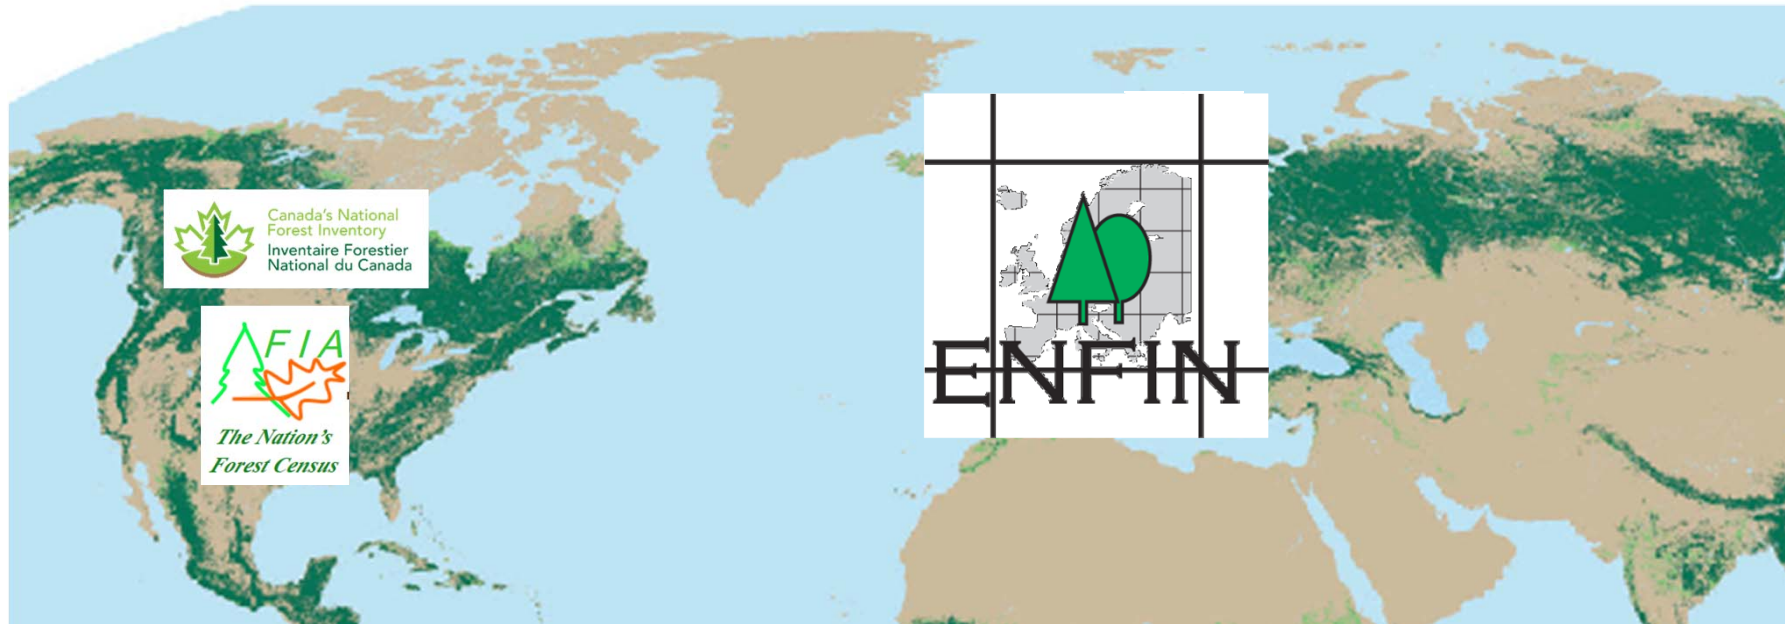 Canada's National
Forest Inventory
Inventaire Forestier
National du Canada
FIA
The Nation's
Forest Census
ENFIN